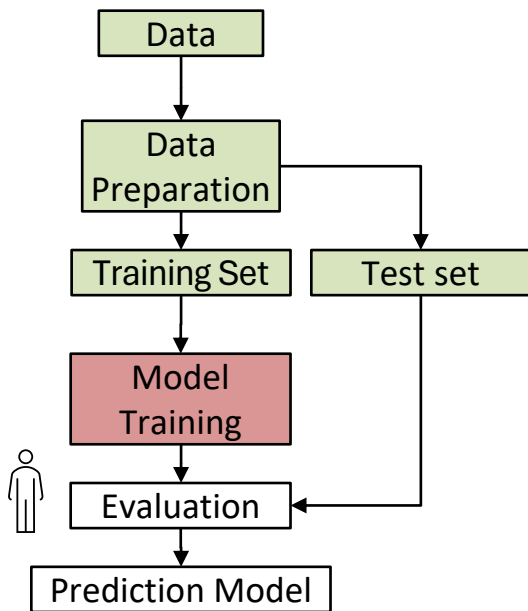 Data
Data
Preparation
Training Set
Test set
Model
Training
Evaluation
Prediction Model